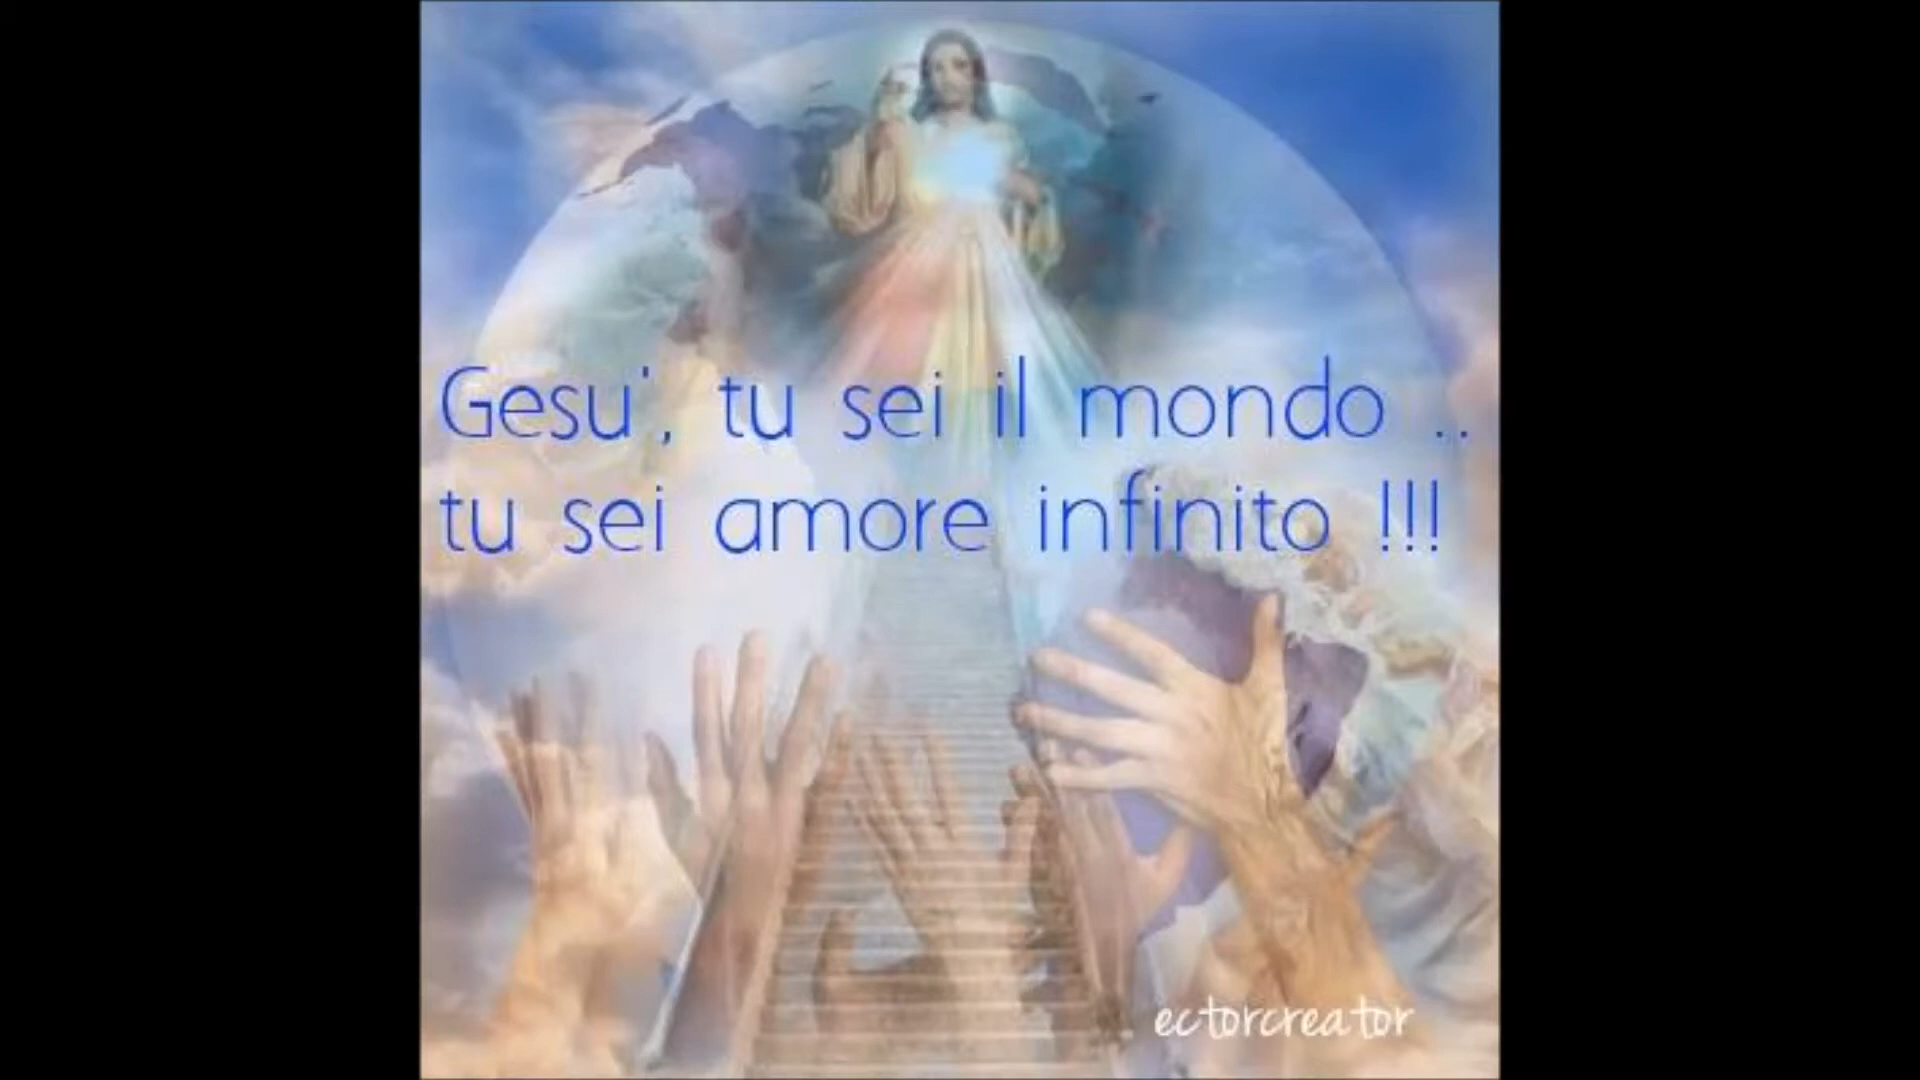 Gesu', tu sei il mondo ..
tu sei amore infinito !!!
ectorcreator